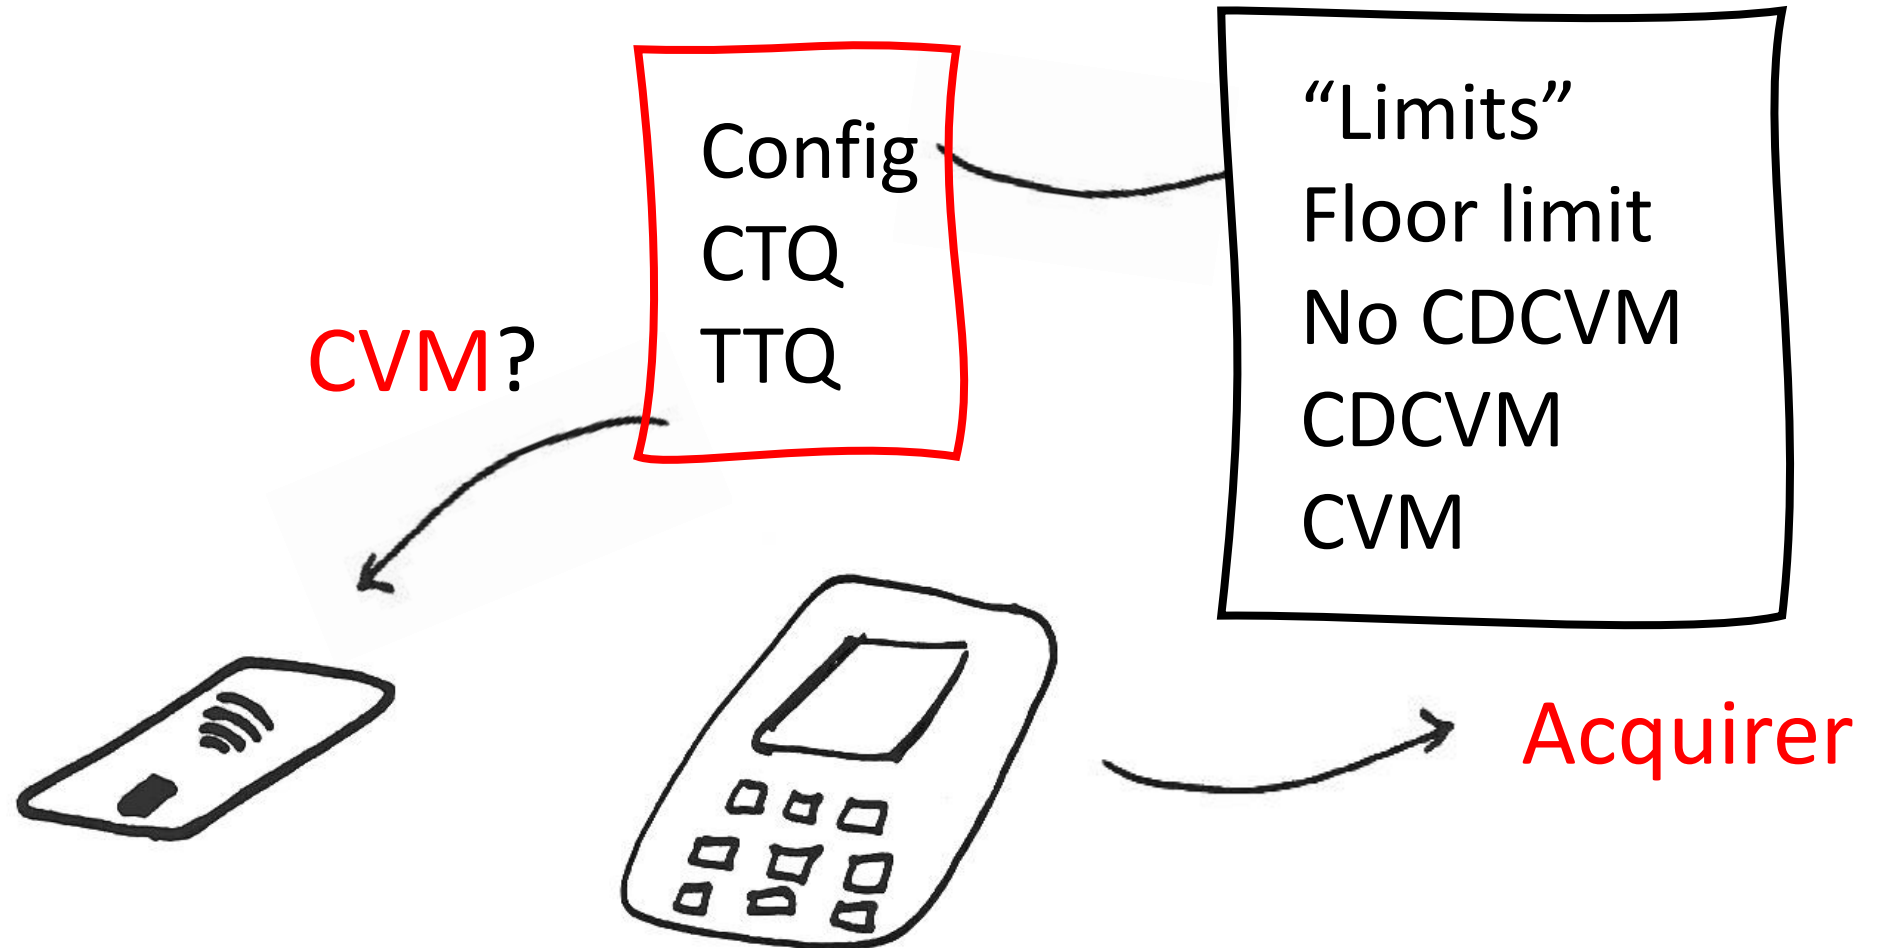 Config
CTQ
TTQ
“Limits”
Floor limit
No CDCVM
CDCVM
CVM
CVM?
Acquirer